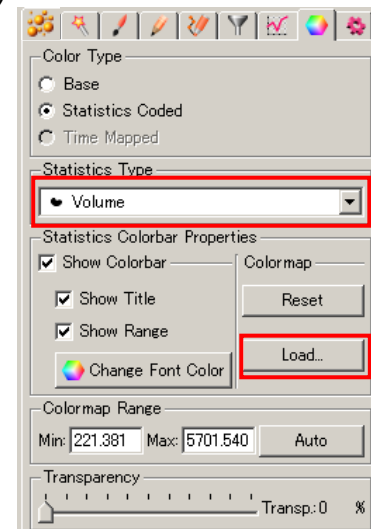 Color Type
Base
Statistics Coded
Time Mapped
Statistics Type
Volume
Statistics Colorbar Properties
Show Colorbar Colormap
Show Title Reset
Show Range
Change Font Color Load...
Colormap Range
Min: 221.381 Max: 5701.540 Auto
Transparency
Transp.: 0 %